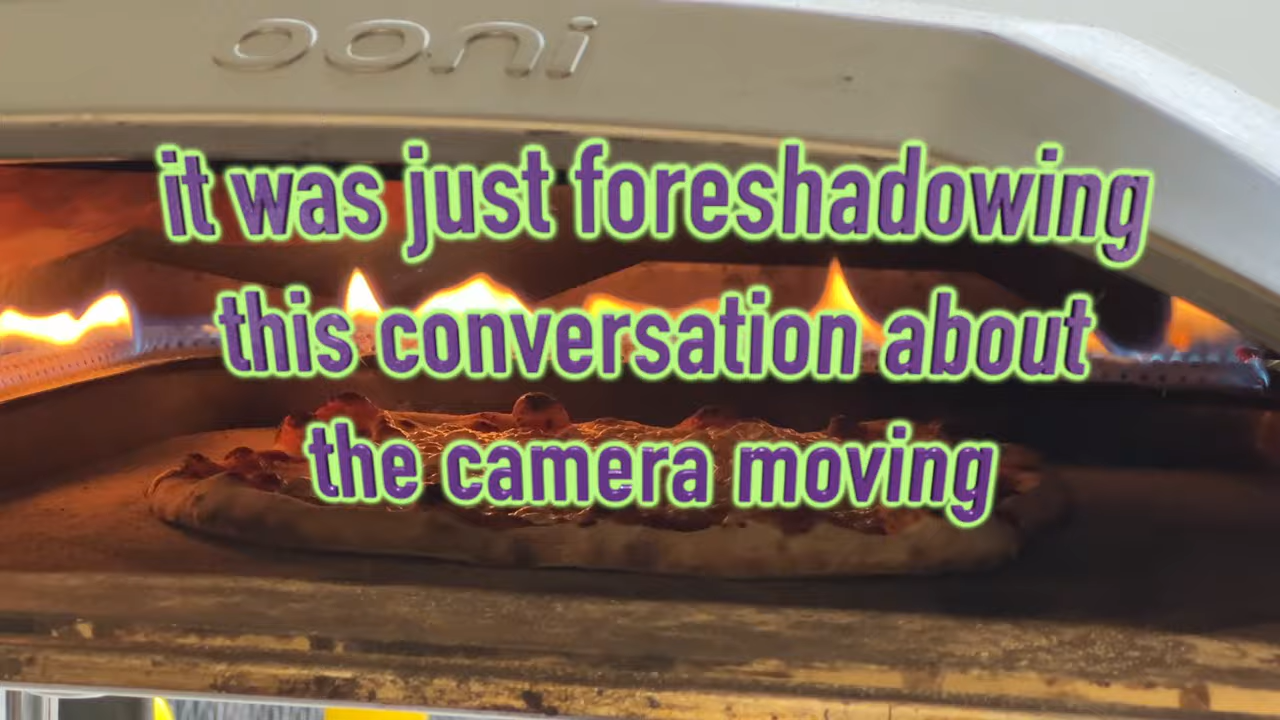 ooni
it was just foreshadowing
this conversation about
the camera moving